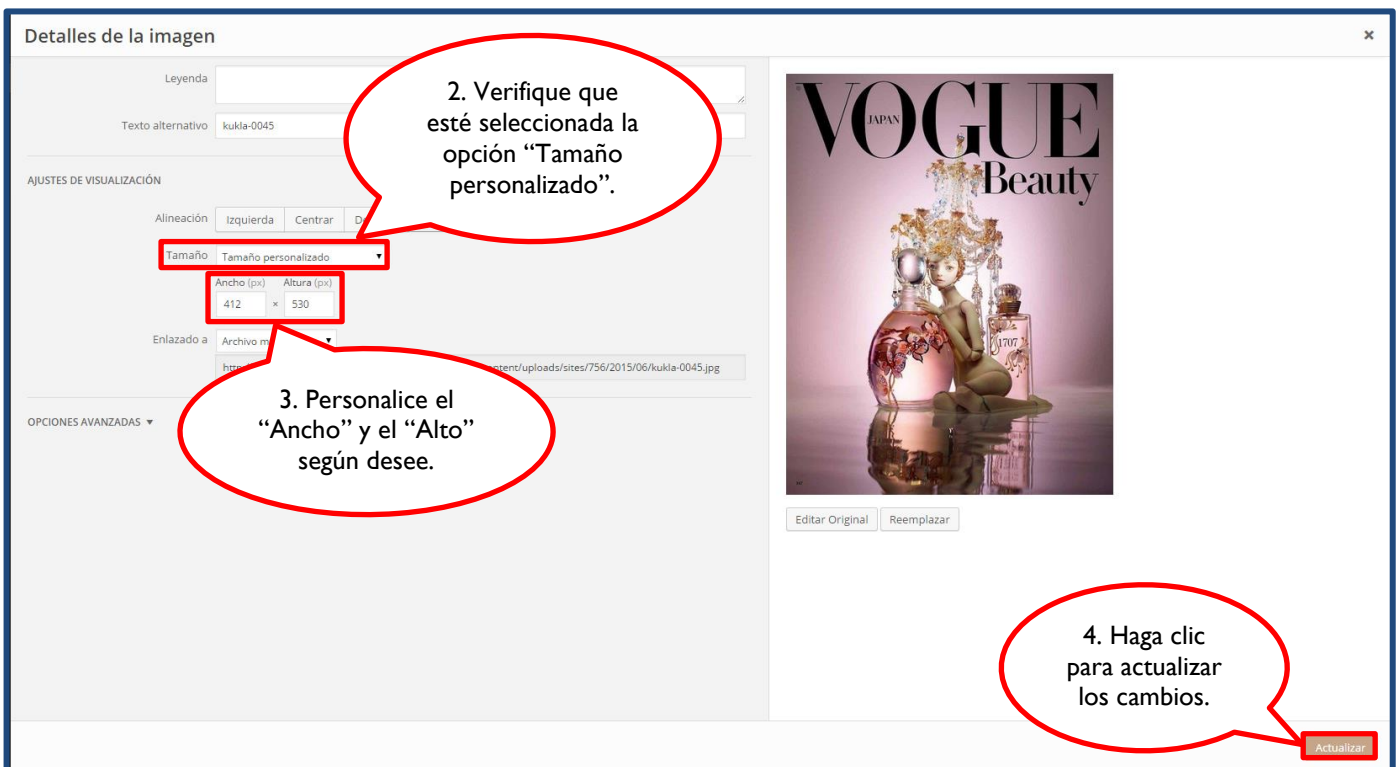 Detalles de la imagen
×
Leyenda
2. Verifique que
esté seleccionada la
opción “Tamaño
personalizado”.
Texto alternativo kukla-0045
AJUSTES DE VISUALIZACIÓN
Alineación Izquierda Centrar
Tamaño Tamaño personalizado
Ancho (px) Altura (px)
412 × 530
Enlazado a Archivo
ntent/uploads/sites/756/2015/06/kukla-0045.jpg
3. Personalice el
“Ancho” y el “Alto”
según desee.
OPCIONES AVANZADAS
VOGUE
JAPAN
Beauty
1707
Editar Original Reemplazar
4. Haga clic
para actualizar
los cambios.
Actualizar